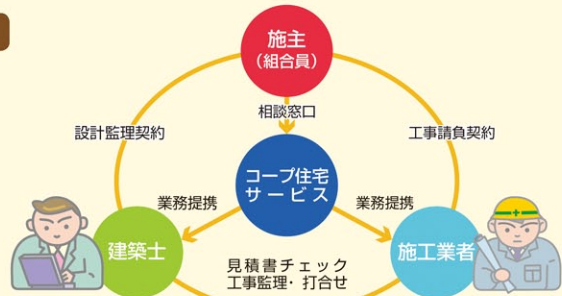 施主
（組合員）
相談窓口
設計監理契約
工事請負契約
コープ住宅
サービス
業務提携
業務提携
建築士
施工業者
見積書チェック
工事監理・打合せ